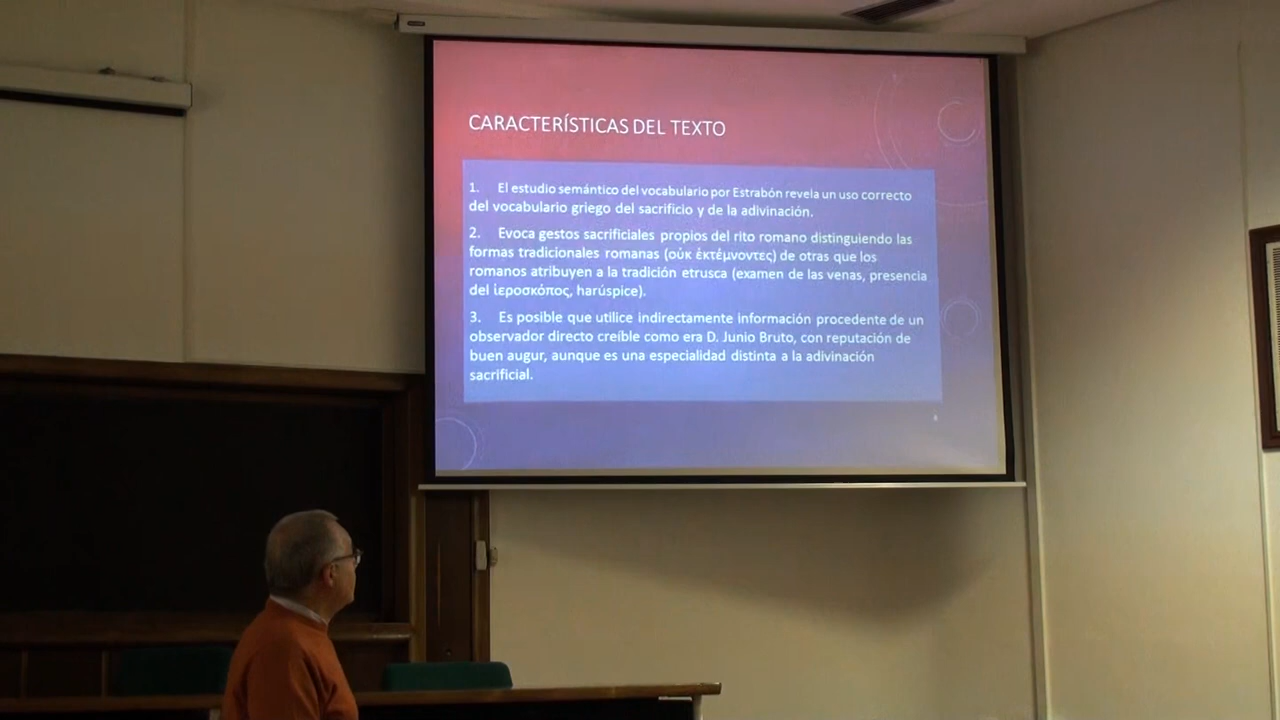 CARACTERÍSTICAS DEL TEXTO
1. El estudio semántico del vocabulario por Estrabón revela un uso correcto
del vocabulario griego del sacrificio y de la adivinación.
2. Evoca gestos sacrificiales propios del rito romano distinguiendo las
formas tradicionales romanas (οὐκ ἐκτέμνοντες) de otras que los
romanos atribuyen a la tradición etrusca (examen de las venas, presencia
del ἱεροσκόπος, harúspice).
3. Es posible que utilice indirectamente información procedente de un
observador directo creíble como era D. Junio Bruto, con reputación de
buen augur, aunque es una especialidad distinta a la adivinación
sacrificial.